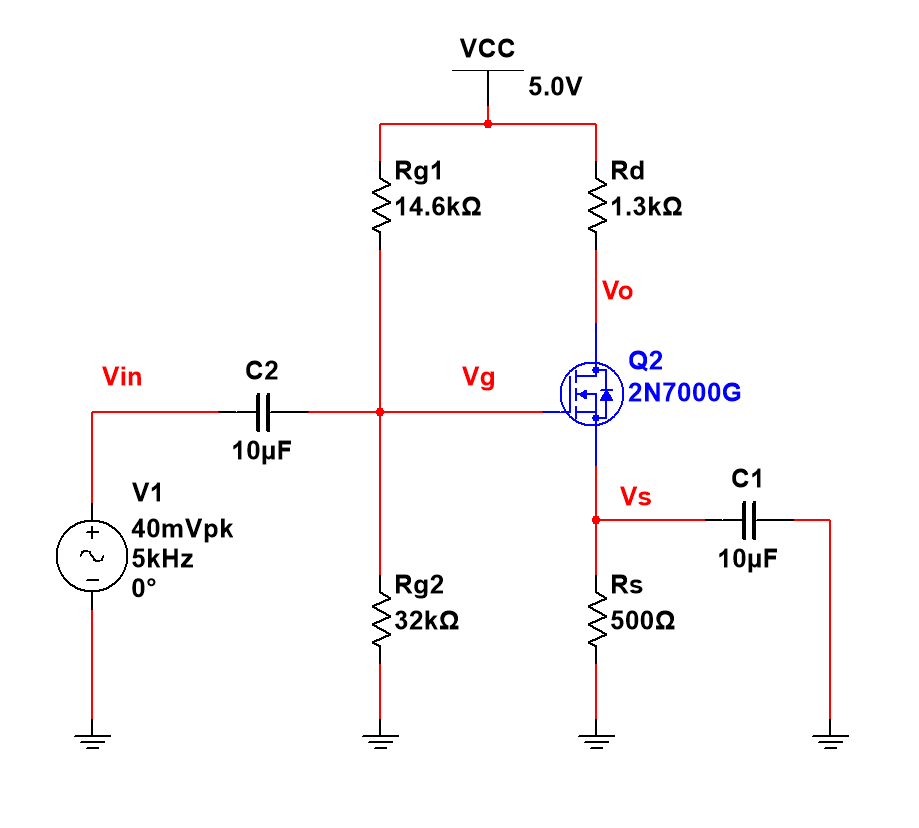 VCC
5.0V
Rg1
14.6kΩ
Rd
1.3kΩ
Vo
Vin
C2
10µF
Vg
Q2
2N7000G
V1
40mVpk
5kHz
0°
Vs
C1
10µF
Rg2
32kΩ
Rs
500Ω